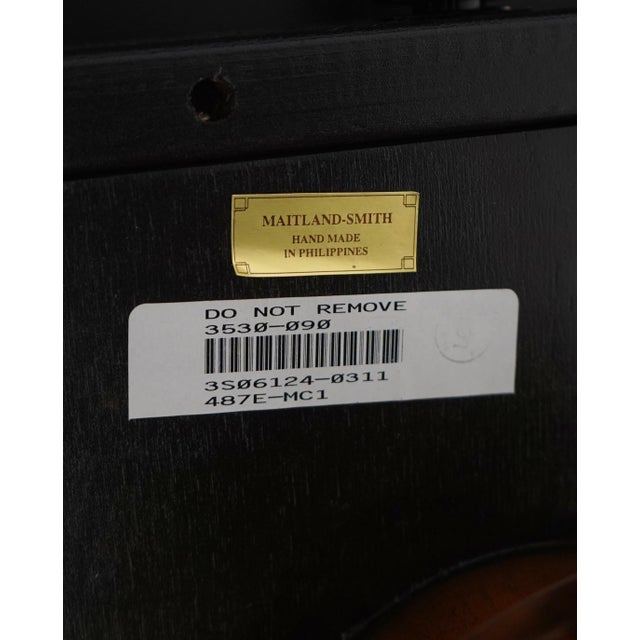 MAITLAND-SMITH
HAND MADE
IN PHILIPPINES
DO NOT REMOVE
3530-090
3S06124-0311
487E-MC1